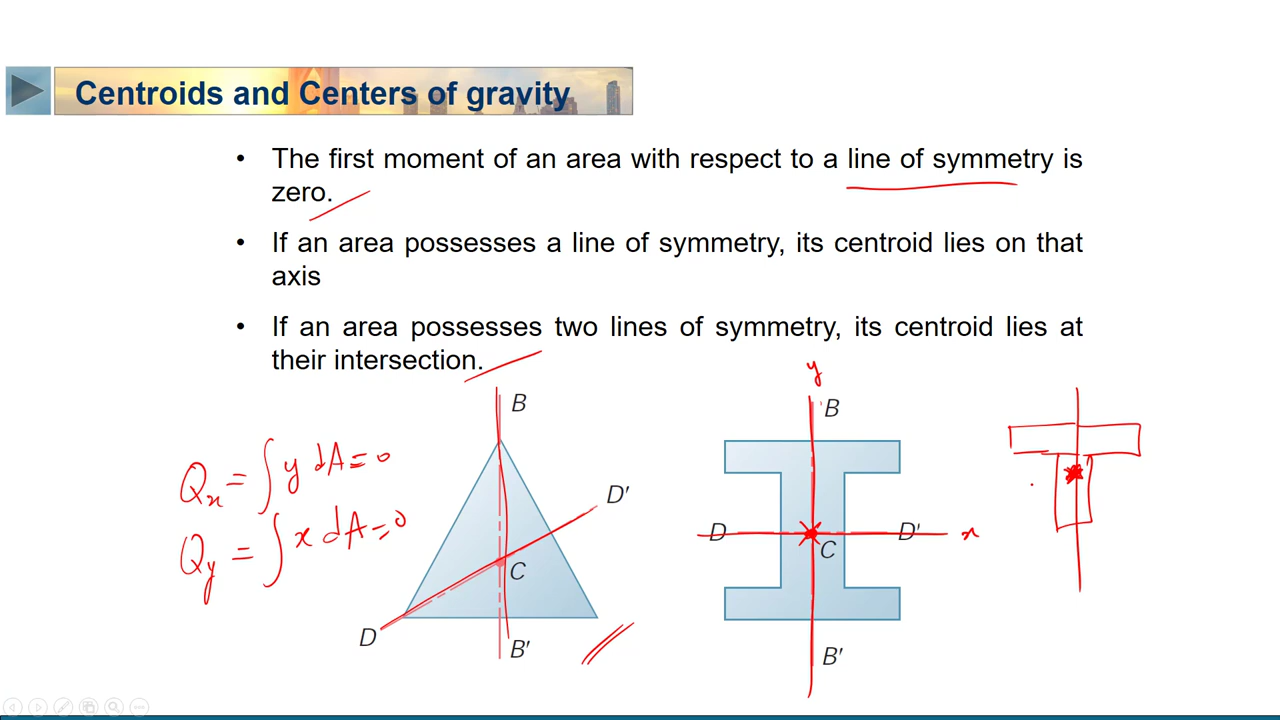 Centroids and Centers of gravity
• The first moment of an area with respect to a line of symmetry is
zero.
• If an area possesses a line of symmetry, its centroid lies on that
axis
• If an area possesses two lines of symmetry, its centroid lies at
their intersection.
Qx = ∫ y dA = 0
Qy = ∫ x dA = 0
B
D'
C
D
B'
y
B
D
D'
x
C
B'